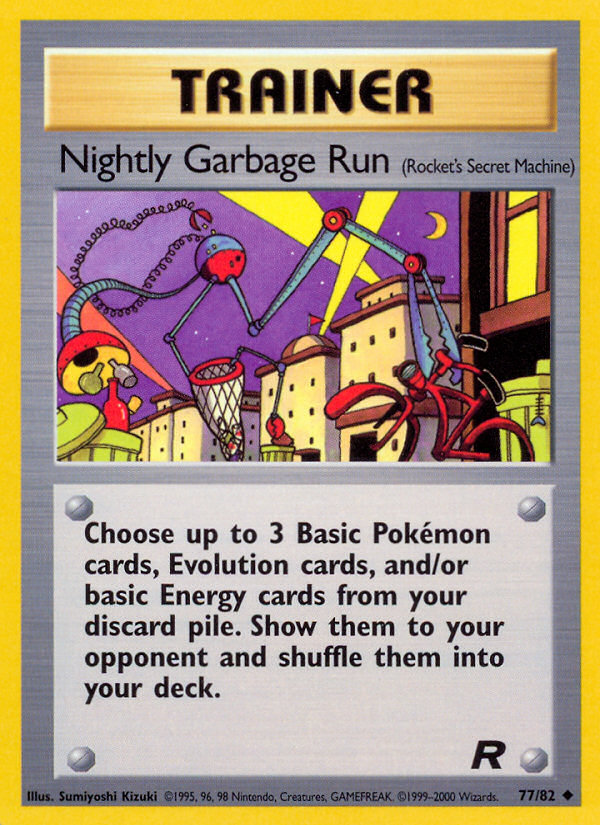 TRAINER
Nightly Garbage Run (Rocket's Secret Machine)
Choose up to 3 Basic Pokémon
cards, Evolution cards, and/or
basic Energy cards from your
discard pile. Show them to your
opponent and shuffle them into
your deck.
R
Illus. Sumiyoshi Kizuki ©1995, 96, 98 Nintendo, Creatures, GAMEFREAK. ©1999–2000 Wizards. 77/82 ◆